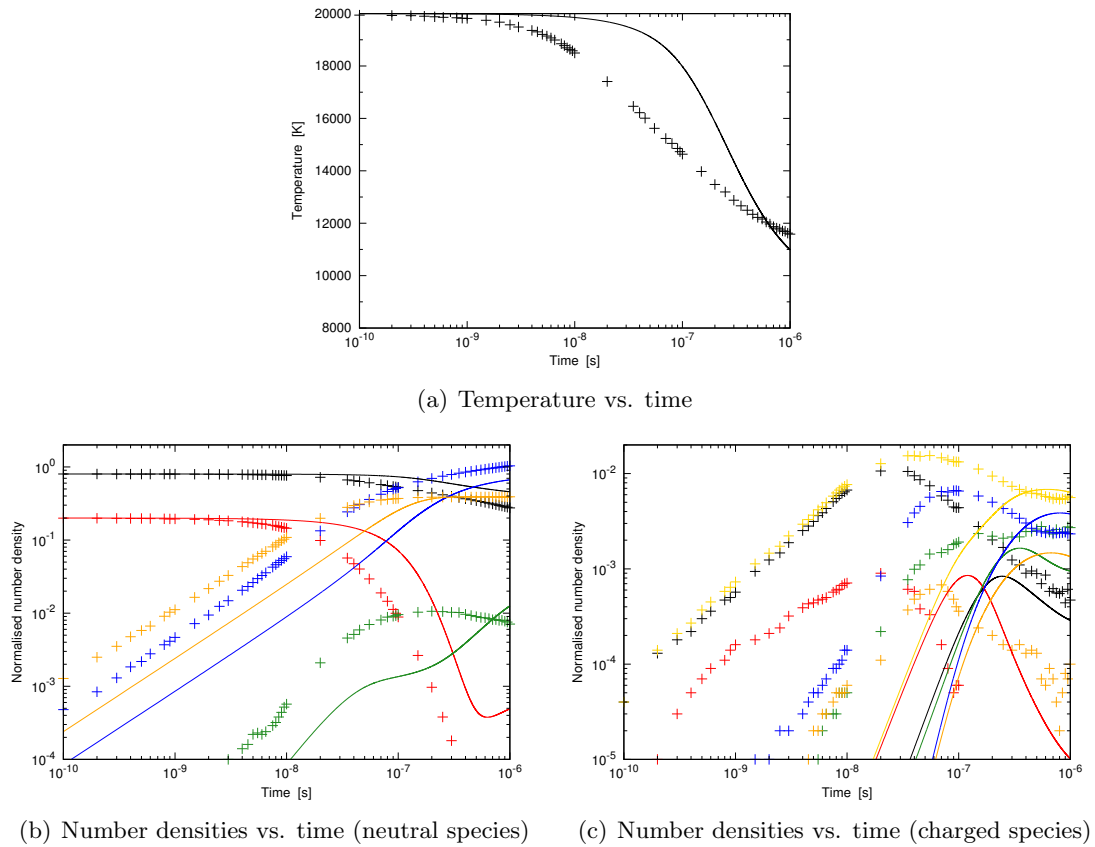 20000
18000
16000
14000
12000
10000
8000
Temperature [K]
10^-10 10^-9 10^-8 10^-7 10^-6
Time [s]
(a) Temperature vs. time
10^0
10^-1
10^-2
10^-3
10^-4
Normalised number density
10^-10 10^-9 10^-8 10^-7 10^-6
Time [s]
(b) Number densities vs. time (neutral species)
10^-2
10^-3
10^-4
10^-5
Normalised number density
10^-10 10^-9 10^-8 10^-7 10^-6
Time [s]
(c) Number densities vs. time (charged species)